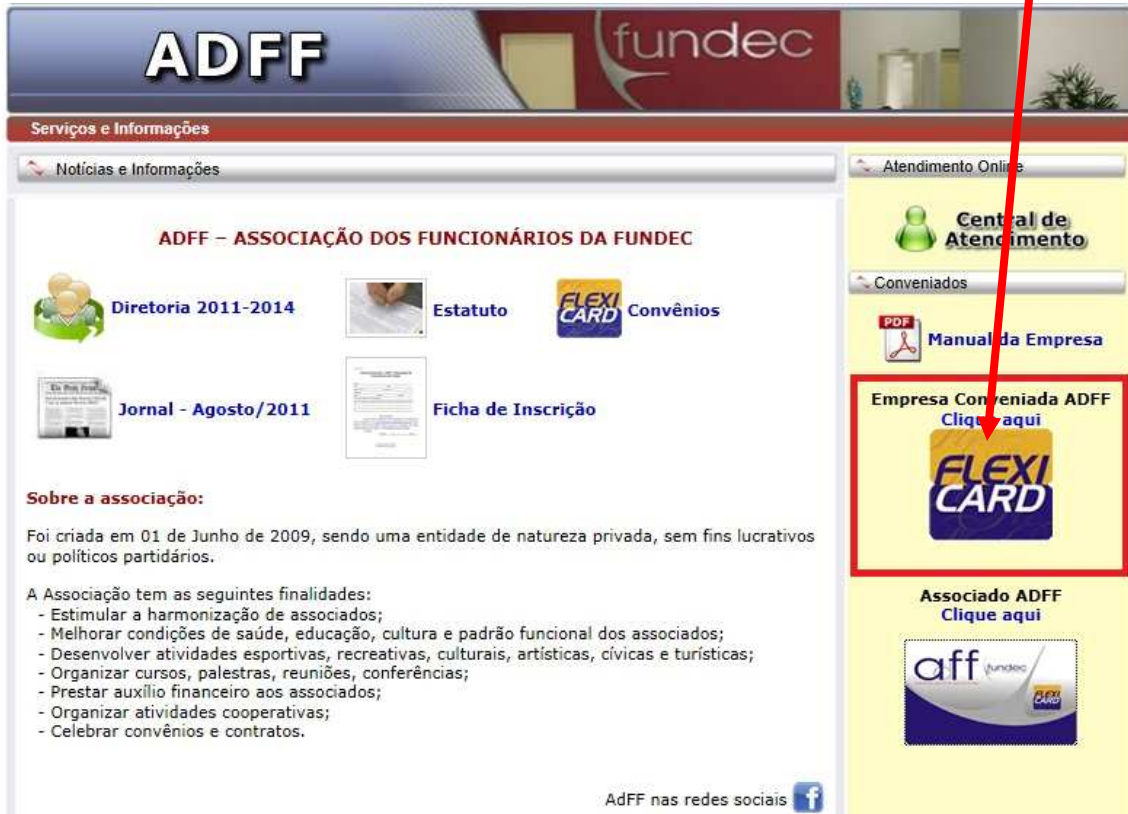 ADFF
fundec
Serviços e Informações
Notícias e Informações
ADFF – ASSOCIAÇÃO DOS FUNCIONÁRIOS DA FUNDEC
Diretoria 2011-2014
Estatuto
FLEXI
CARD
Convênios
Jornal - Agosto/2011
Ficha de Inscrição
Sobre a associação:
Foi criada em 01 de Junho de 2009, sendo uma entidade de natureza privada, sem fins lucrativos
ou políticos partidários.
A Associação tem as seguintes finalidades:
- Estimular a harmonização de associados;
- Melhorar condições de saúde, educação, cultura e padrão funcional dos associados;
- Desenvolver atividades esportivas, recreativas, culturais, artísticas, cívicas e turísticas;
- Organizar cursos, palestras, reuniões, conferências;
- Prestar auxílio financeiro aos associados;
- Organizar atividades cooperativas;
- Celebrar convênios e contratos.
AdFF nas redes sociais
Atendimento Online
Central de
Atendimento
Conveniados
PDF
Manual da Empresa
Empresa Conveniada ADFF
Clique aqui
FLEXI
CARD
Associado ADFF
Clique aqui
aff fundec
FLEXI
CARD